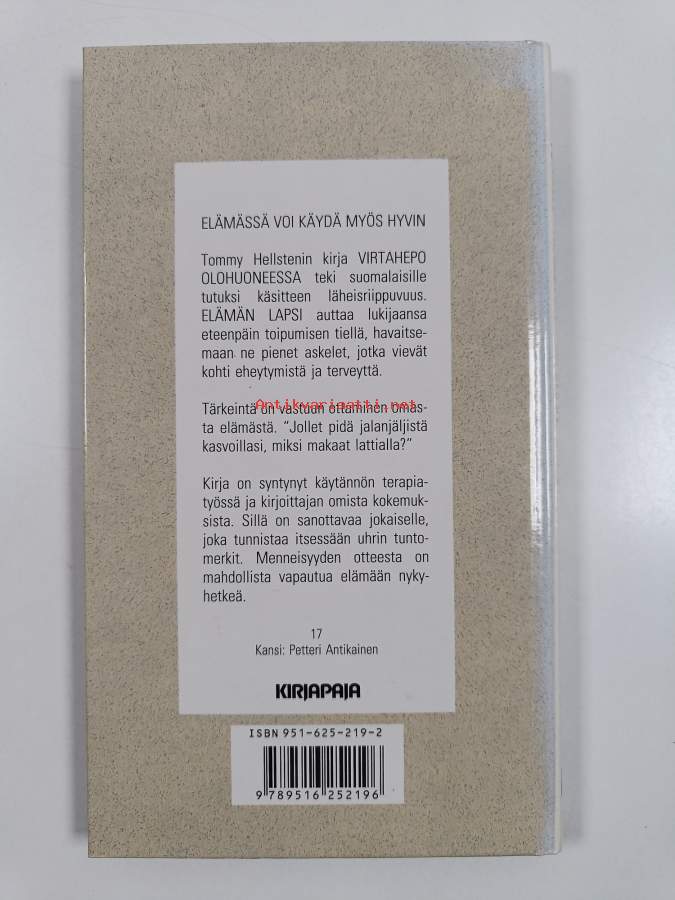 ELÄMÄSSÄ VOI KÄYDÄ MYÖS HYVIN
Tommy Hellstenin kirja VIRTAHEPO
OLOHUONEESSA teki suomalaisille
tutuksi käsitteen läheisriippuvuus.
ELÄMÄN LAPSI auttaa lukijaansa
eteenpäin toipumisen tiellä, havaitse-
maan ne pienet askelet, jotka vievät
kohti eheytymistä ja terveyttä.
Antikvariaatti.net
Tärkeintä on vastuun ottaminen omas-
ta elämästä. “Jollet pidä jalanjäljistä
kasvoillasi, miksi makaat lattialla?”
Kirja on syntynyt käytännön terapia-
työssä ja kirjoittajan omista kokemuk-
sista. Sillä on sanottavaa jokaiselle,
joka tunnistaa itsessään uhrin tunto-
merkit. Menneisyyden otteesta on
mahdollista vapautua elämään nyky-
hetkeä.
17
Kansi: Petteri Antikainen
KIRJAPAJA
ISBN 951-625-219-2
9 789516 252196